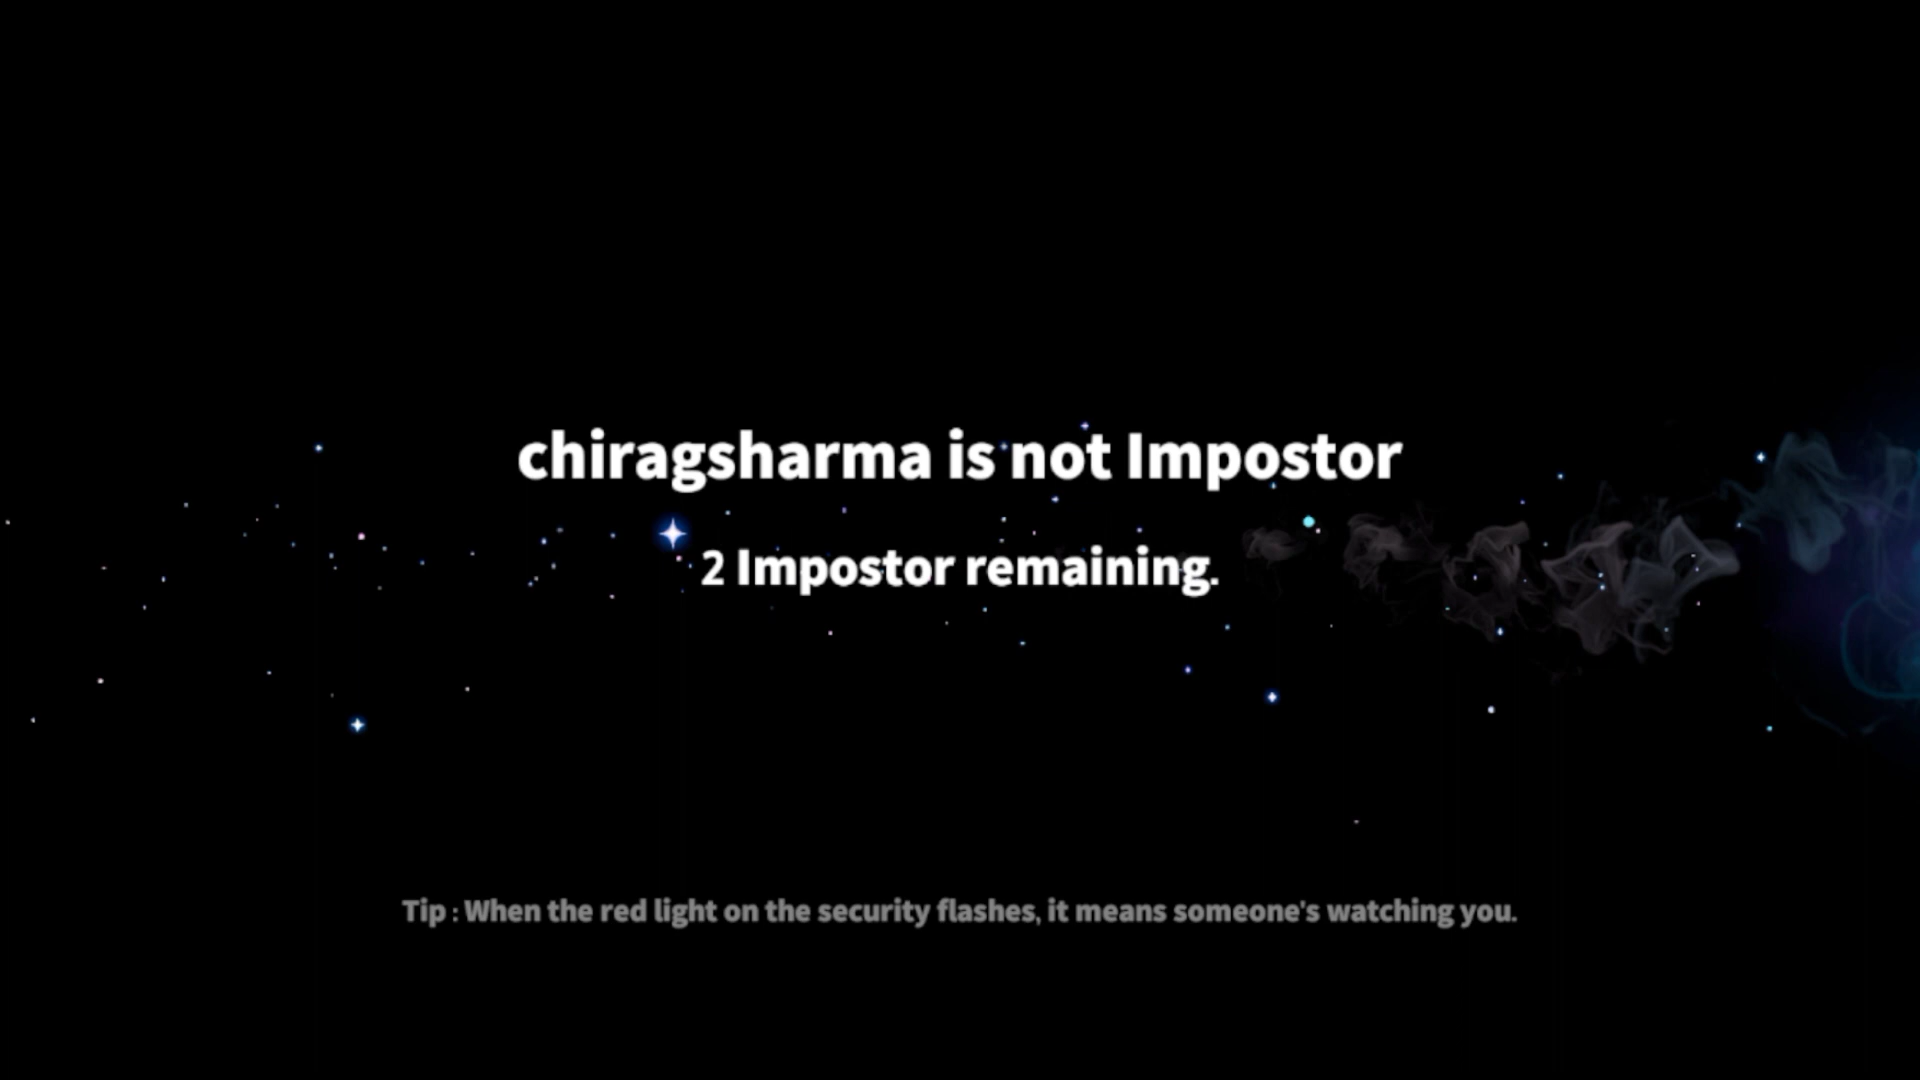 chiragsharma is not Impostor
2 Impostor remaining.
Tip : When the red light on the security flashes, it means someone's watching you.